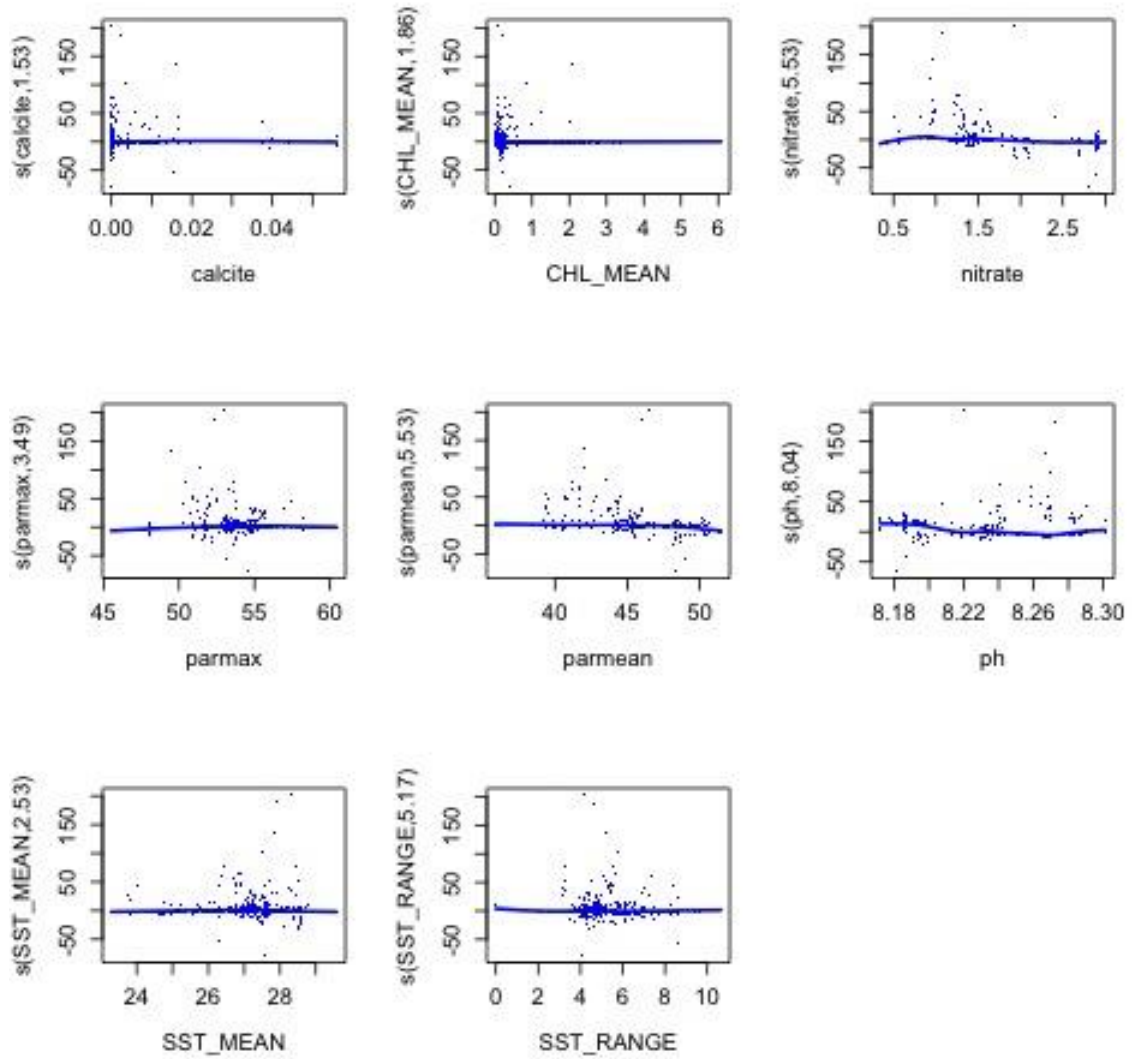 s(calcite,1.53)
150
50
-50
0.00 0.02 0.04
calcite
s(CHL_MEAN,1.86)
150
50
-50
0 1 2 3 4 5 6
CHL_MEAN
s(nitrate,5.53)
150
50
-50
0.5 1.5 2.5
nitrate
s(parmax,3.49)
150
50
-50
45 50 55 60
parmax
s(parmean,5.53)
150
50
-50
40 45 50
parmean
s(ph,8.04)
150
50
-50
8.18 8.22 8.26 8.30
ph
s(SST_MEAN,2.53)
150
50
-50
24 26 28
SST_MEAN
s(SST_RANGE,5.17)
150
50
-50
0 2 4 6 8 10
SST_RANGE